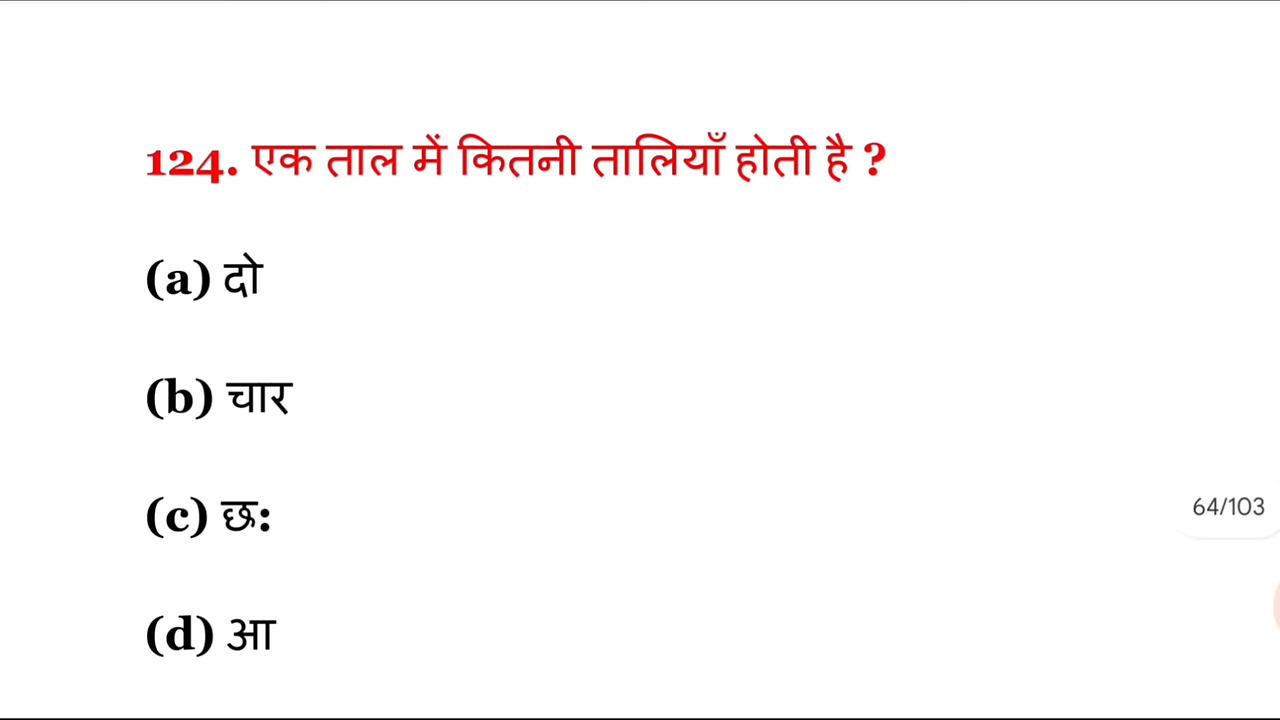 124. एक ताल में कितनी तालियाँ होती है ?
(a) दो
(b) चार
(c) छः
64/103
(d) आ